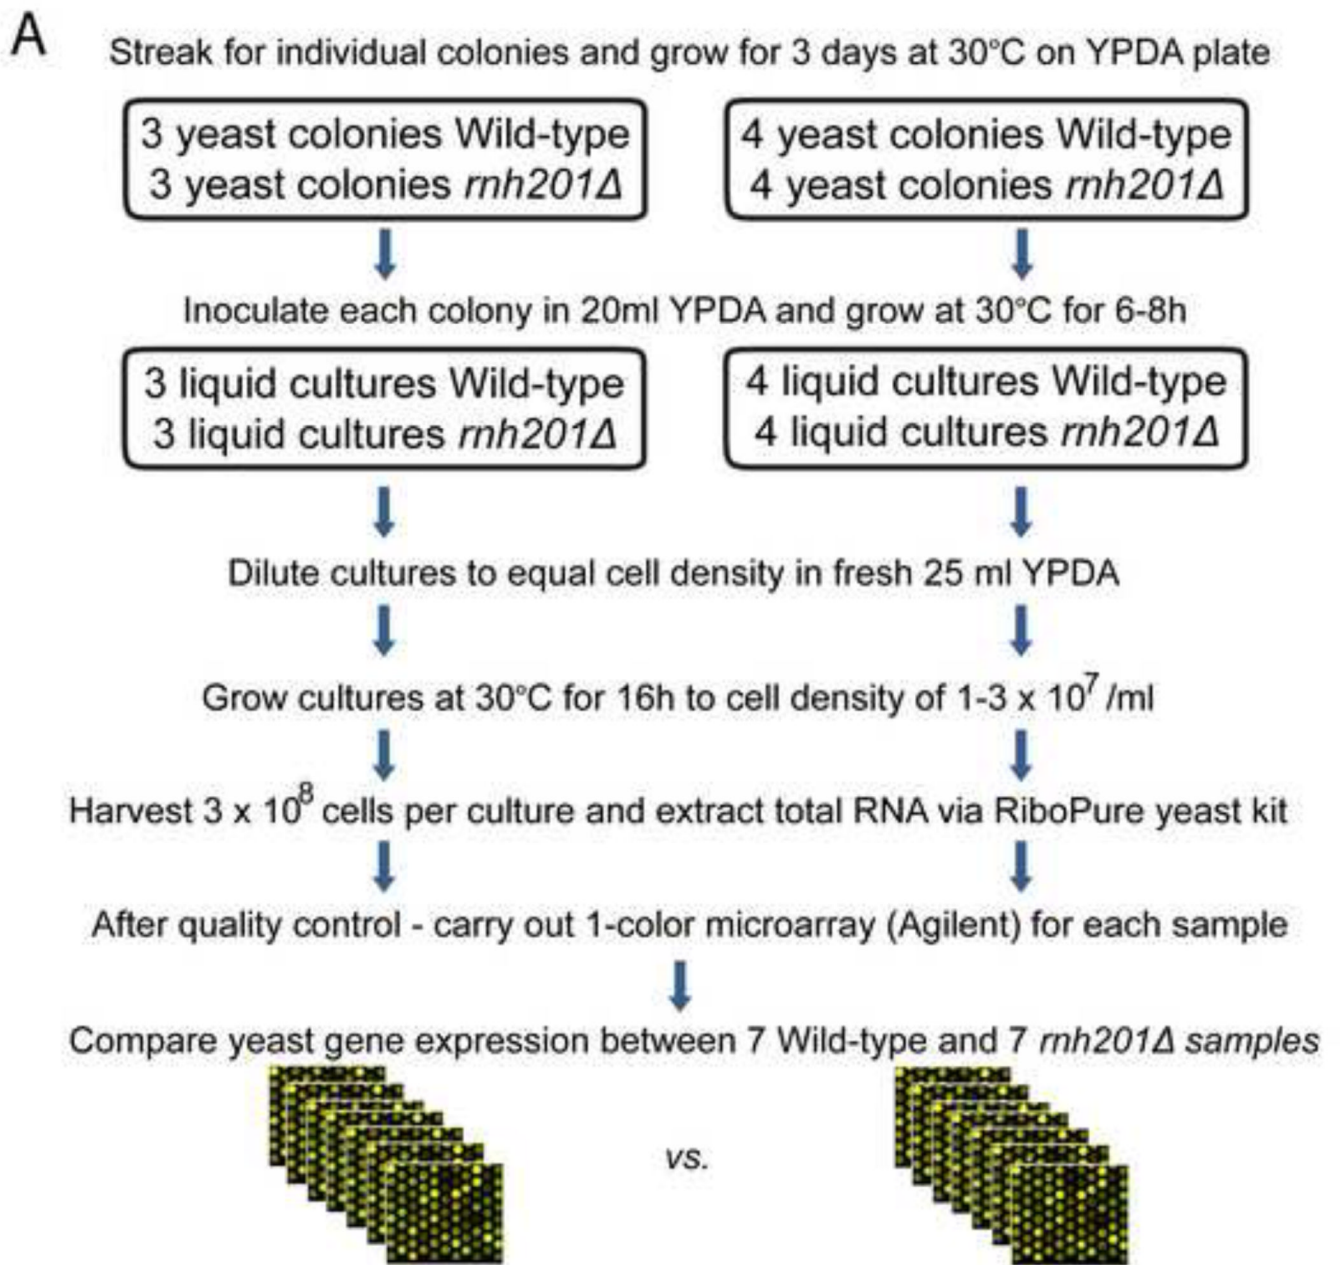 A
Streak for individual colonies and grow for 3 days at 30°C on YPDA plate
3 yeast colonies Wild-type
3 yeast colonies rnh201Δ
4 yeast colonies Wild-type
4 yeast colonies rnh201Δ
Inoculate each colony in 20ml YPDA and grow at 30°C for 6-8h
3 liquid cultures Wild-type
3 liquid cultures rnh201Δ
4 liquid cultures Wild-type
4 liquid cultures rnh201Δ
Dilute cultures to equal cell density in fresh 25 ml YPDA
Grow cultures at 30°C for 16h to cell density of 1-3 x 10⁷ /ml
Harvest 3 x 10⁸ cells per culture and extract total RNA via RiboPure yeast kit
After quality control - carry out 1-color microarray (Agilent) for each sample
Compare yeast gene expression between 7 Wild-type and 7 rnh201Δ samples
vs.